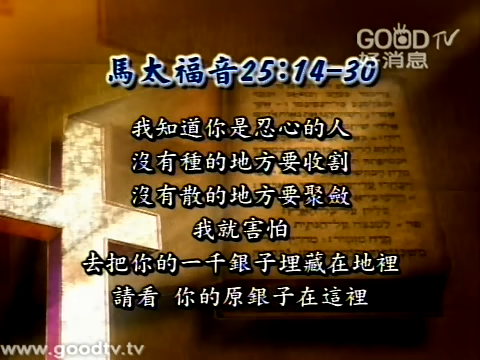 GOOD TV
好消息
馬太福音25:14-30
我知道你是忍心的人
沒有種的地方要收割
沒有散的地方要聚斂
我就害怕
去把你的一千銀子埋藏在地裡
請看 你的原銀子在這裡
www.goodtv.tv